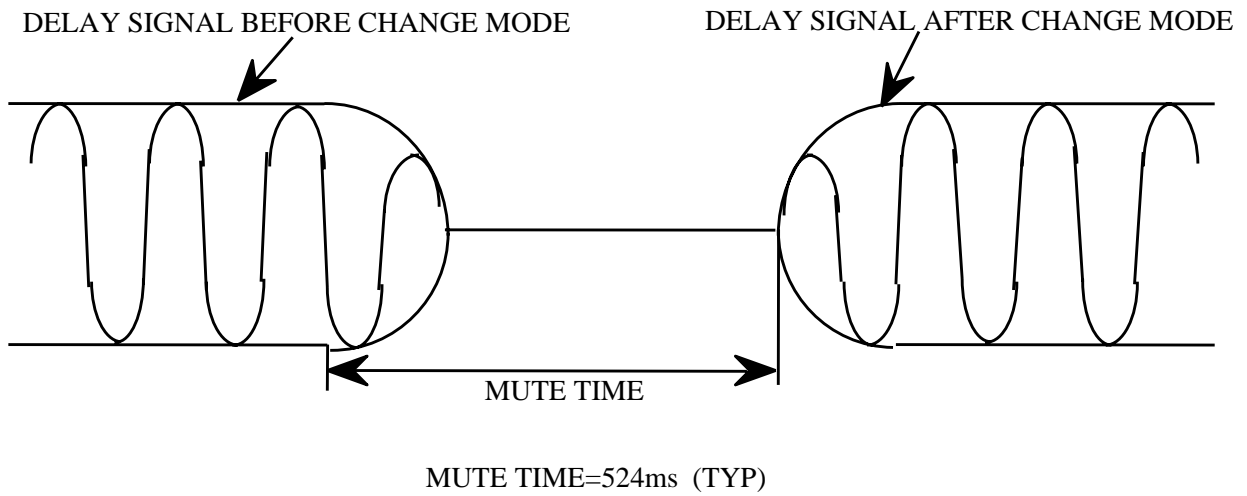 DELAY SIGNAL BEFORE CHANGE MODE
DELAY SIGNAL AFTER CHANGE MODE
MUTE TIME
MUTE TIME=524ms (TYP)